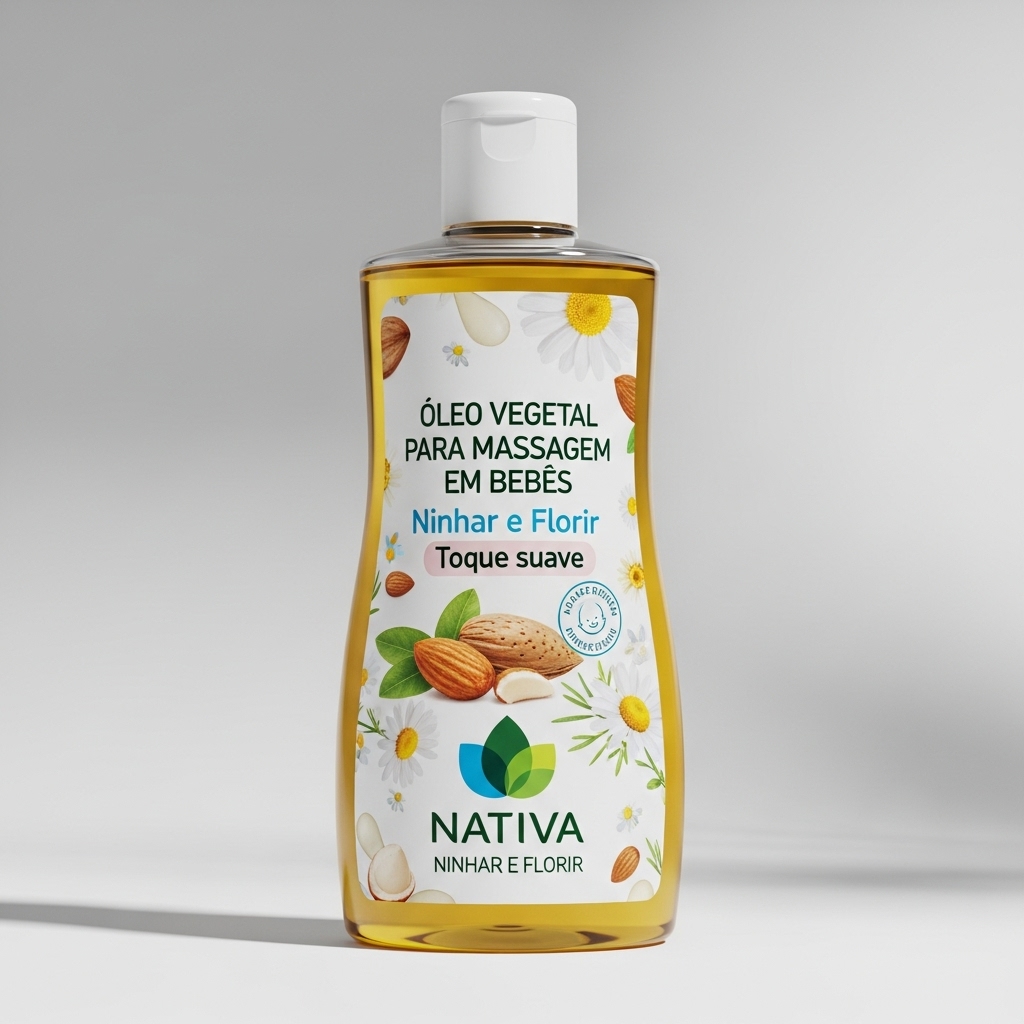 ÓLEO VEGETAL
PARA MASSAGEM
EM BEBÊS
Ninhar e Florir
Toque suave
NATIVA
NINHAR E FLORIR